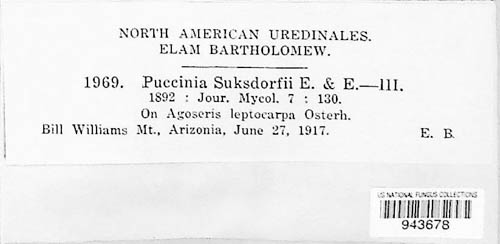 NORTH AMERICAN UREDINALES.
ELAM BARTHOLOMEW.
1969. Puccinia Suksdorfii E. & E.—III.
1892 : Jour. Mycol. 7 : 130.
On Agoseris leptocarpa Osterh.
Bill Williams Mt., Arizonia, June 27, 1917. E. B.
US NATIONAL FUNGUS COLLECTIONS
943678